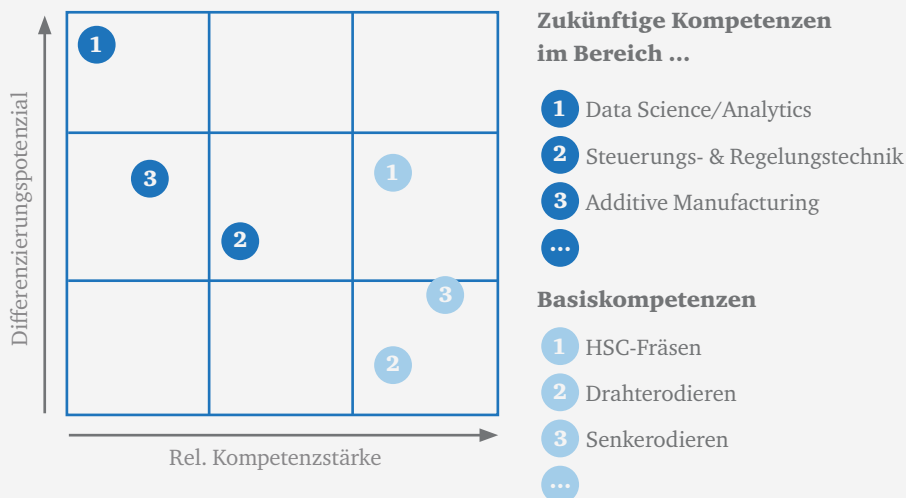 Differenzierungspotenzial
1
3
1
2
3
2
Rel. Kompetenzstärke
Zukünftige Kompetenzen
im Bereich ...
1 Data Science/Analytics
2 Steuerungs- & Regelungstechnik
3 Additive Manufacturing
...
Basiskompetenzen
1 HSC-Fräsen
2 Drahterodieren
3 Senkerodieren
...